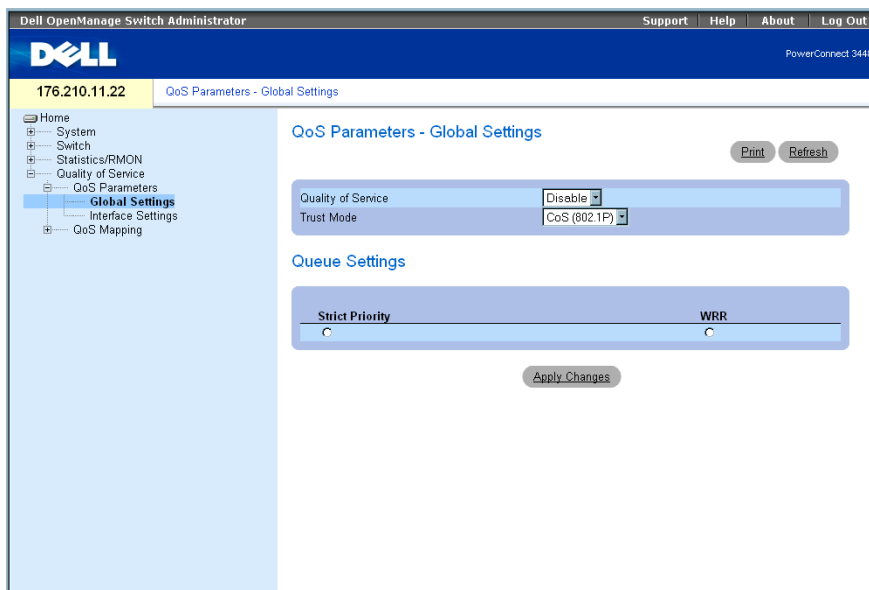 Dell OpenManage Switch Administrator
Support Help About Log Out
DELL
PowerConnect 3448
176.210.11.22
QoS Parameters - Global Settings
Home
System
Switch
Statistics/RMON
Quality of Service
QoS Parameters
Global Settings
Interface Settings
QoS Mapping
QoS Parameters - Global Settings
Print Refresh
Quality of Service Disable
Trust Mode CoS (802.1P)
Queue Settings
Strict Priority WRR
Apply Changes